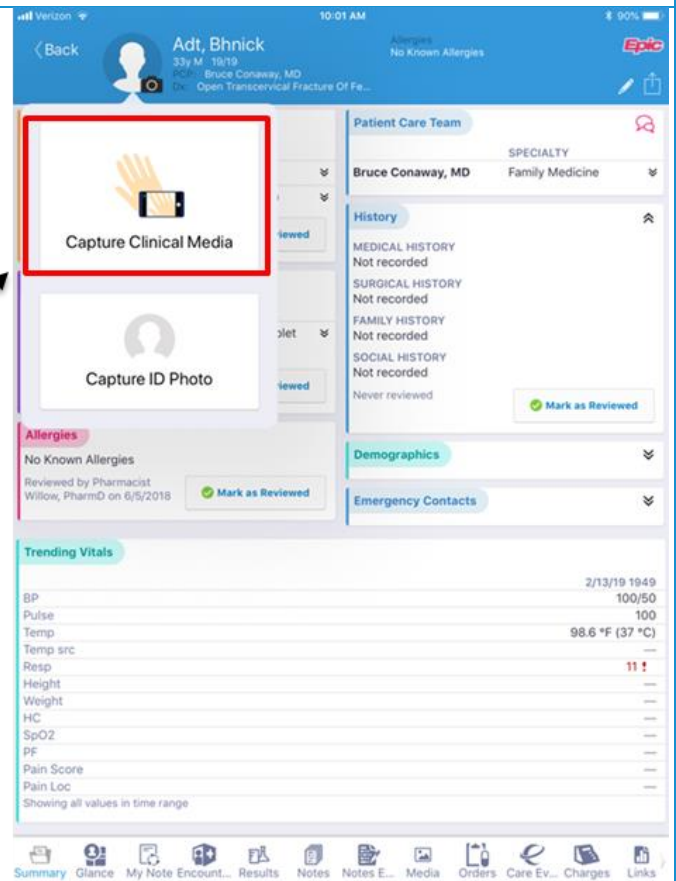 Verizon
10:01 AM
90%
Back
Adt, Bhnick
33y M 19/19
PCP: Bruce Conaway, MD
Dx: Open Transcervical Fracture Of Fe...
Allergies
No Known Allergies
Epic
Capture Clinical Media
Capture ID Photo
iewed
olet
iewed
Allergies
No Known Allergies
Reviewed by Pharmacist
Willow, PharmD on 6/5/2018
Mark as Reviewed
Patient Care Team
SPECIALTY
Bruce Conaway, MD Family Medicine
History
MEDICAL HISTORY
Not recorded
SURGICAL HISTORY
Not recorded
FAMILY HISTORY
Not recorded
SOCIAL HISTORY
Not recorded
Never reviewed
Mark as Reviewed
Demographics
Emergency Contacts
Trending Vitals
2/13/19 1949
BP 100/50
Pulse 100
Temp 98.6 °F (37 °C)
Temp src —
Resp 11 !
Height —
Weight —
HC —
SpO2 —
PF —
Pain Score —
Pain Loc —
Showing all values in time range
Summary Glance My Note Encount... Results Notes Notes E... Media Orders Care Ev... Charges Links